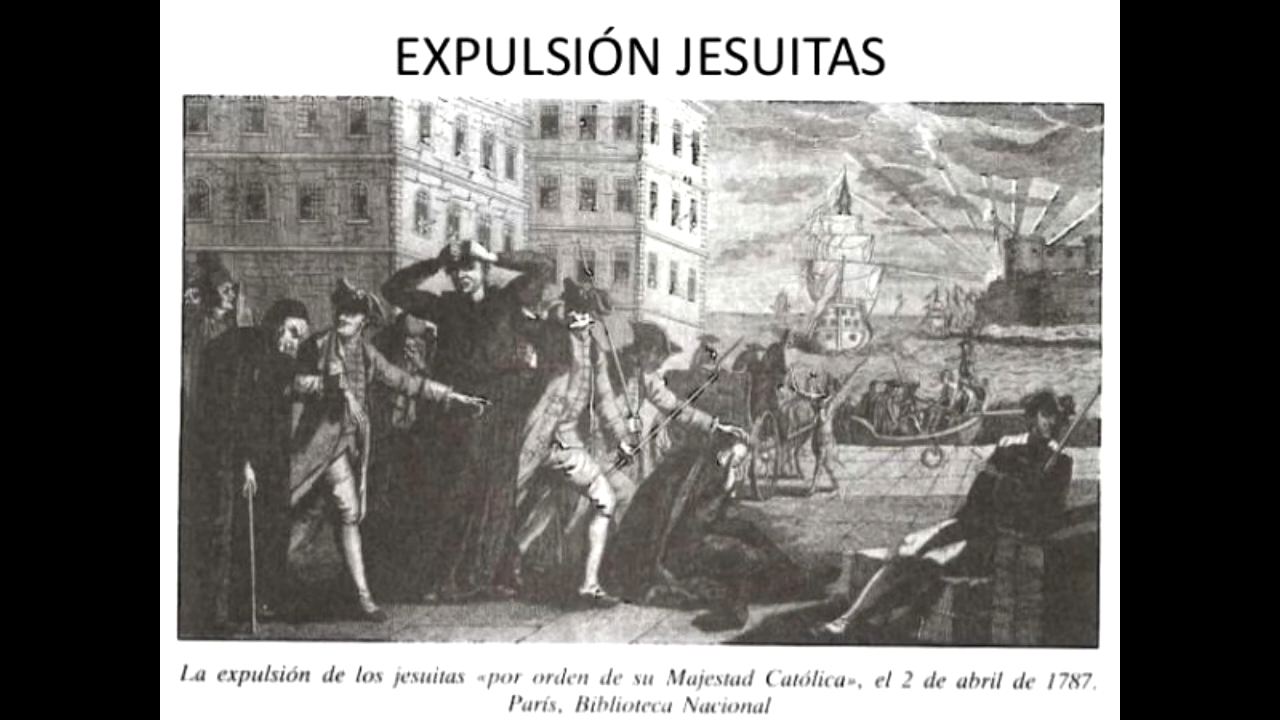 EXPULSIÓN JESUITAS
La expulsión de los jesuitas «por orden de su Majestad Católica», el 2 de abril de 1787.
París, Biblioteca Nacional